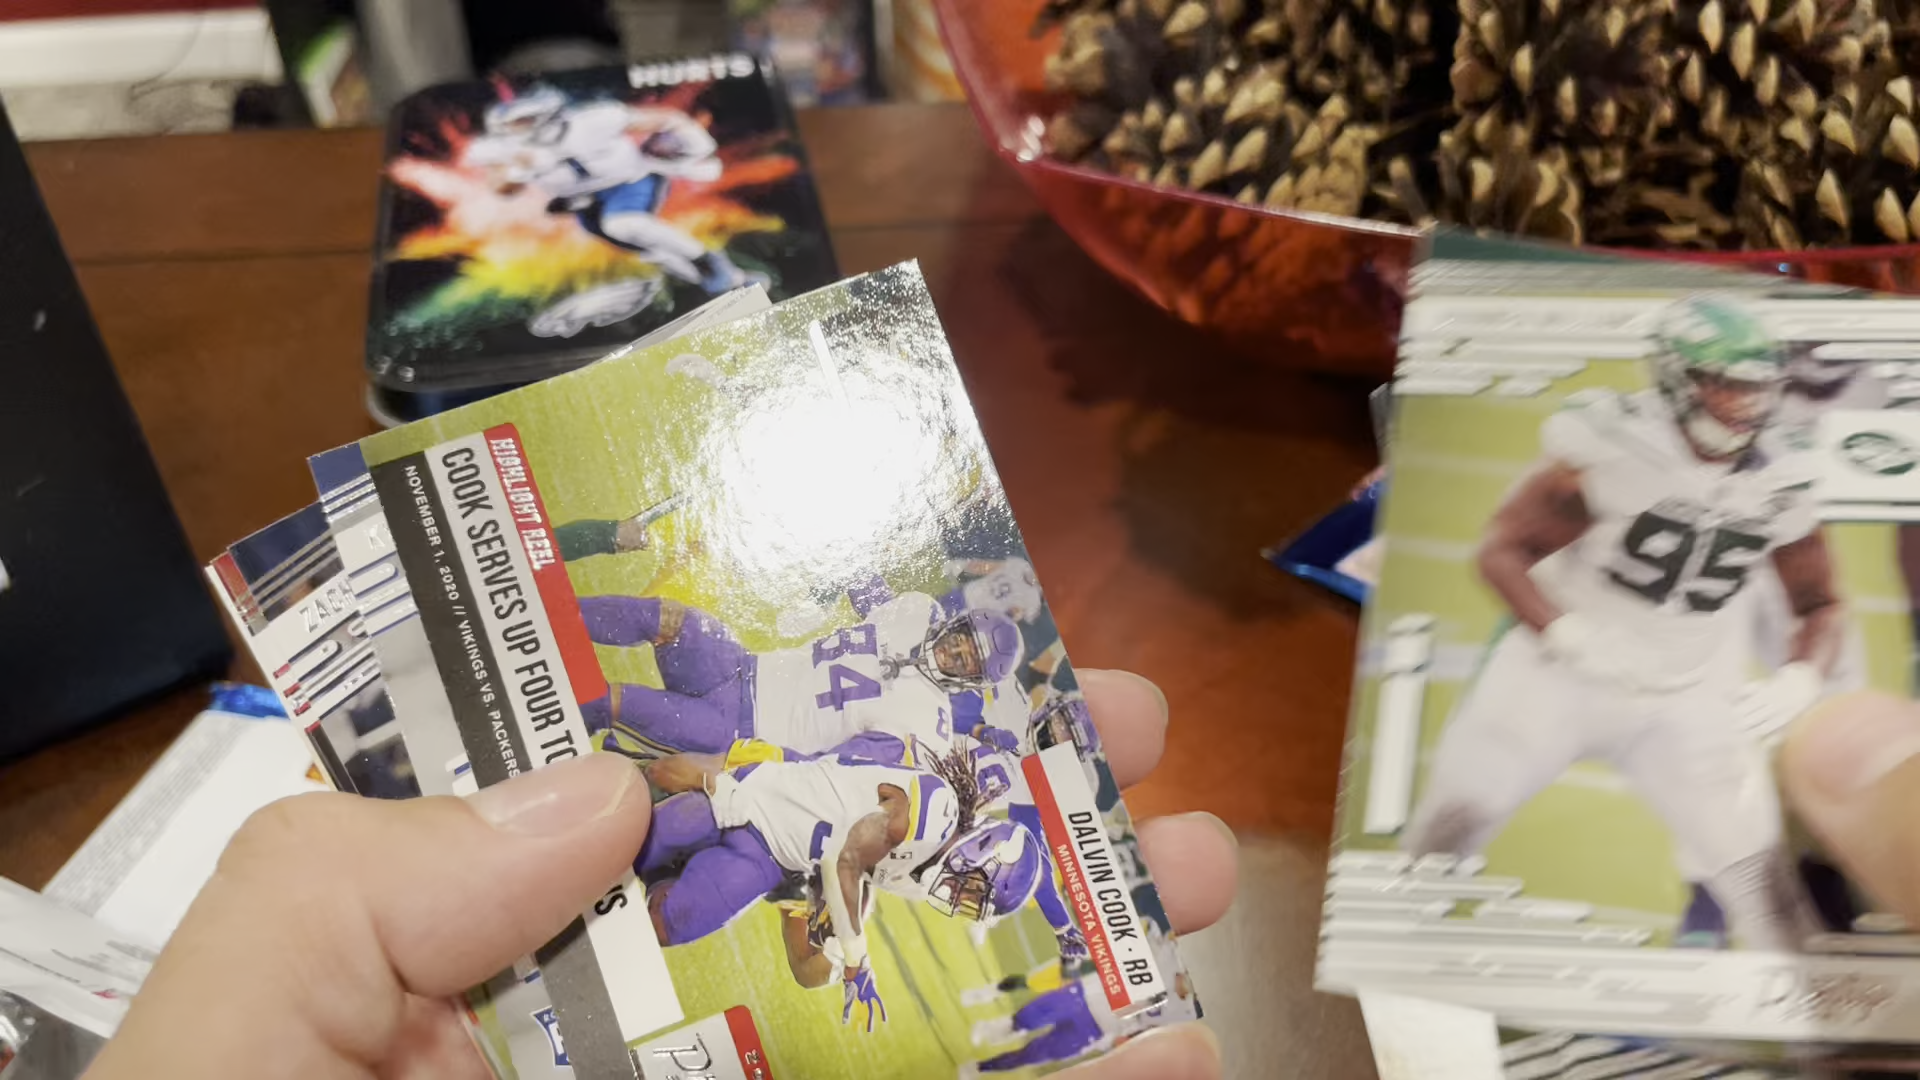 HURTS
HIGHLIGHT REEL
COOK SERVES UP FOUR TO
NOVEMBER 1, 2020 // VIKINGS VS. PACKERS
84
DALVIN COOK · RB
MINNESOTA VIKINGS
ZACH
95